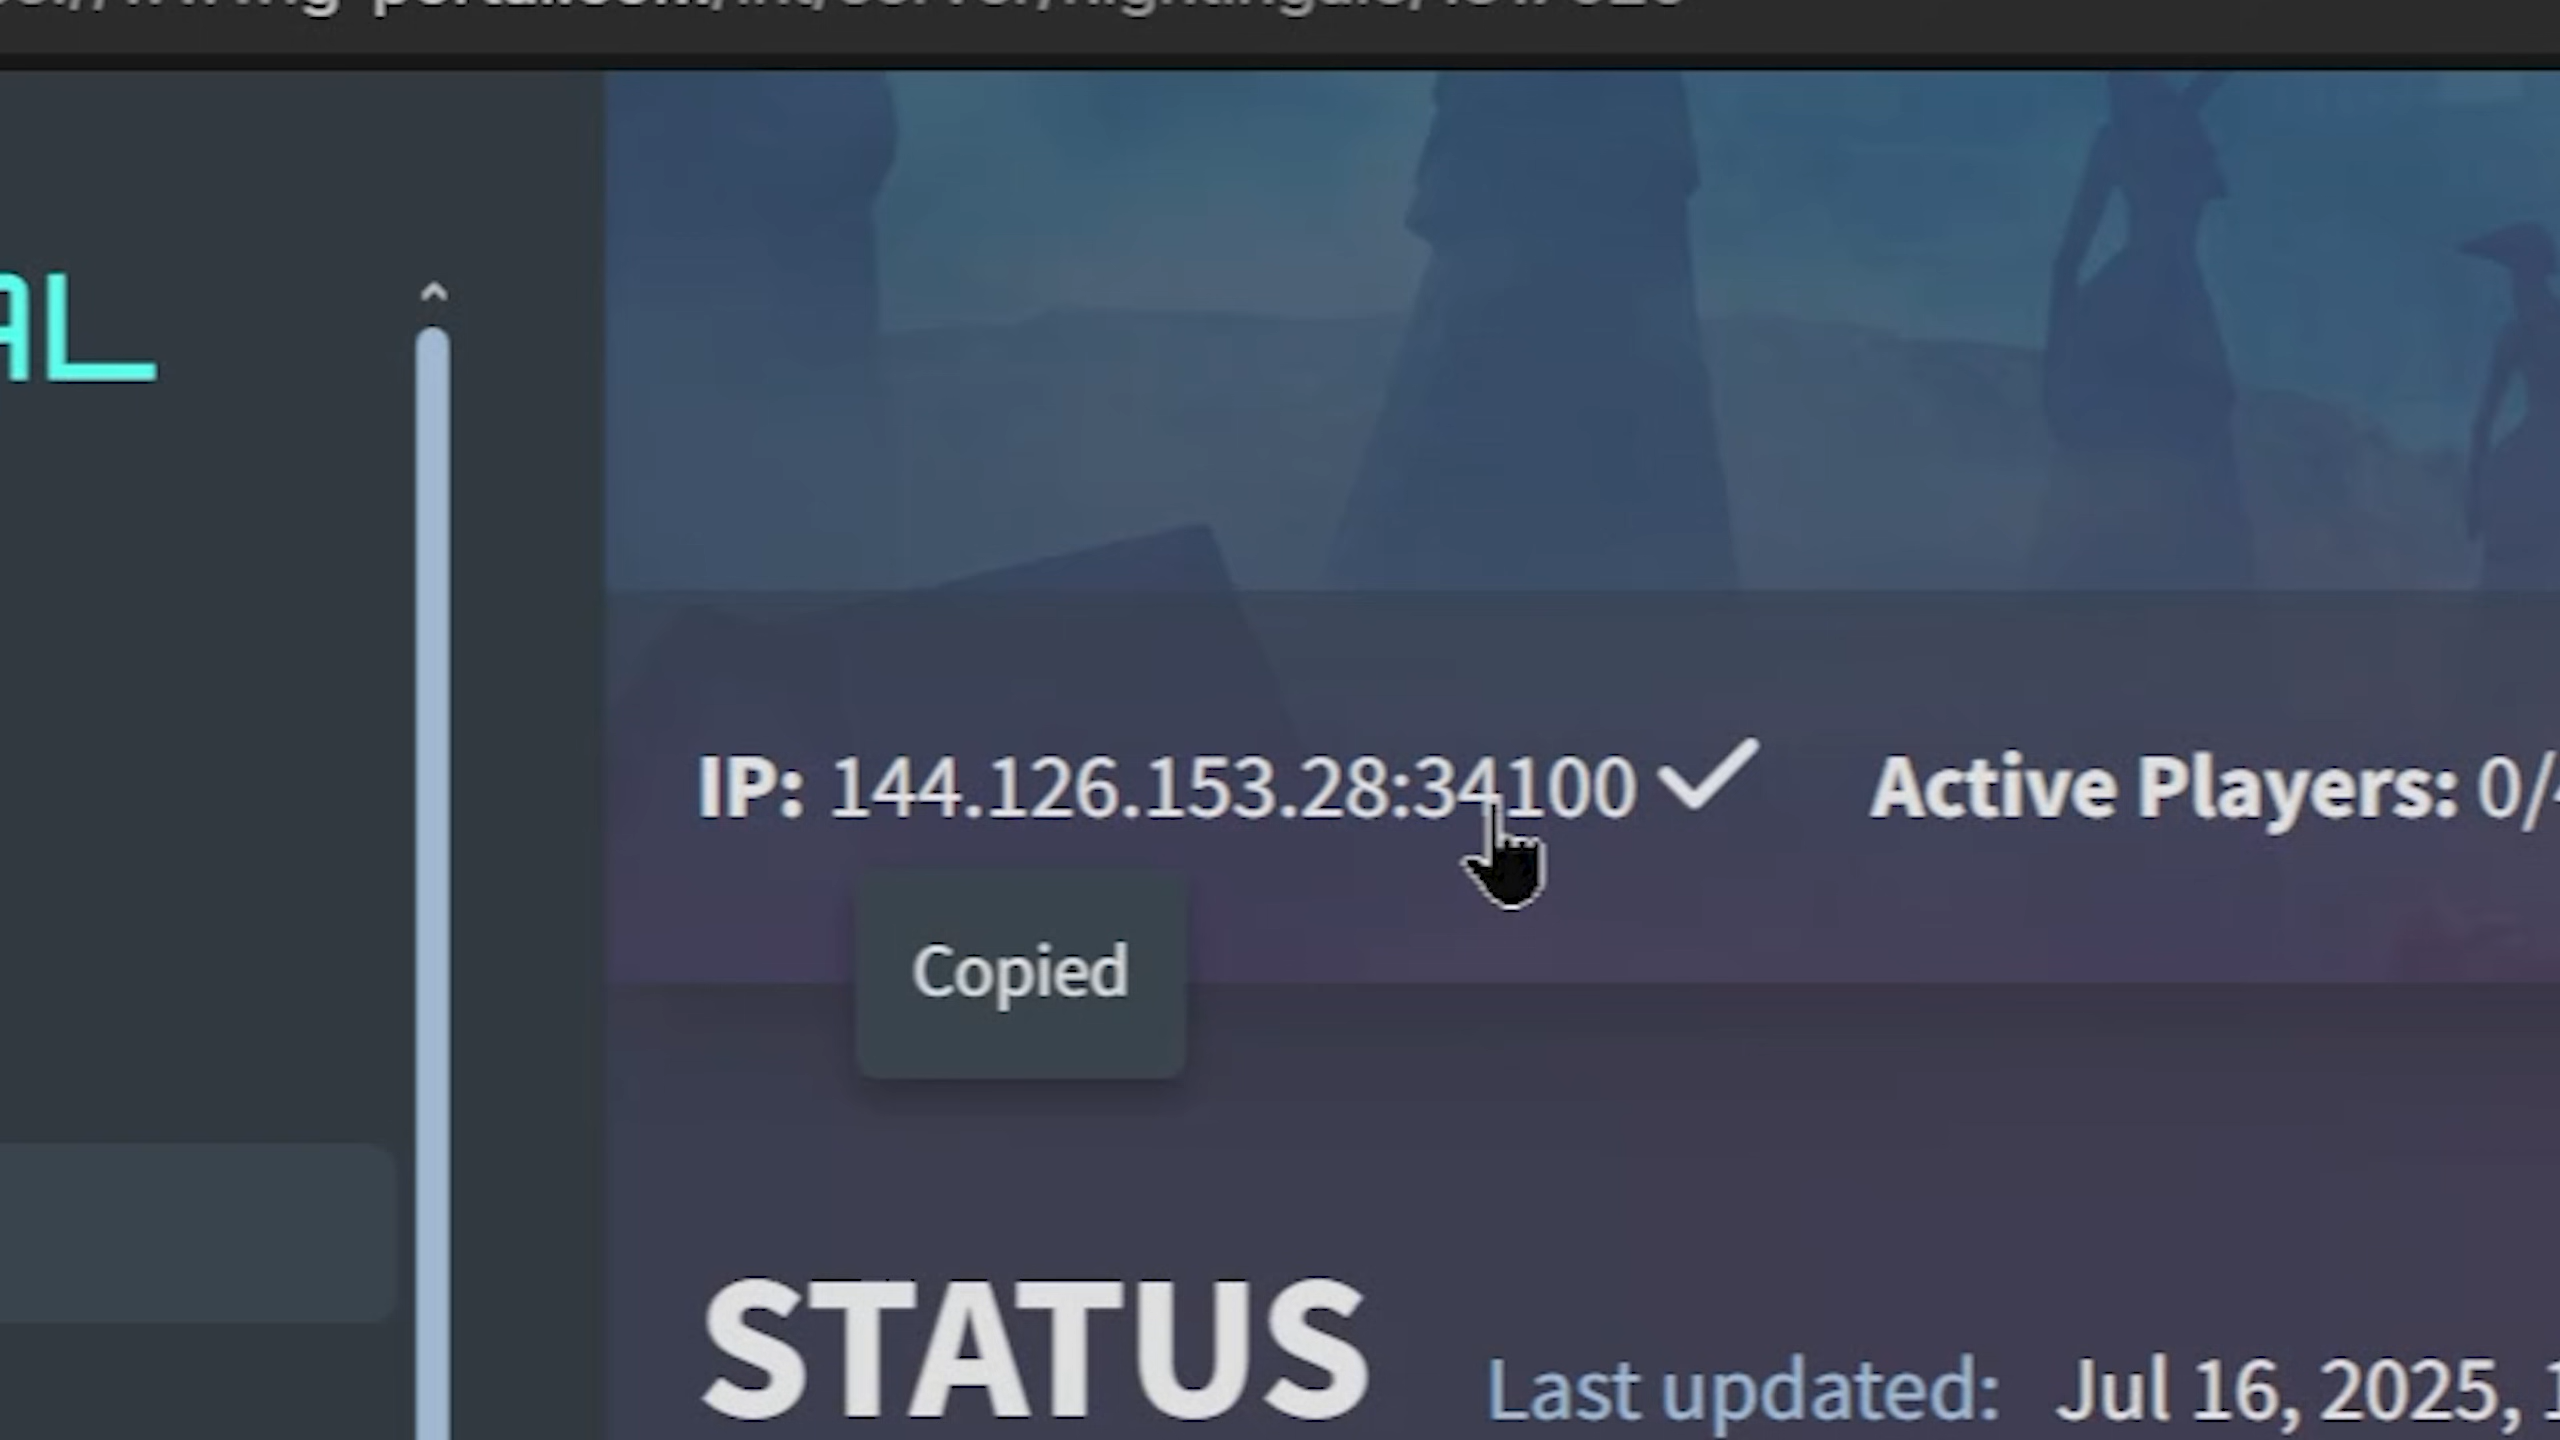 AL
IP: 144.126.153.28:34100 Active Players: 0/
Copied
STATUS Last updated: Jul 16, 2025,